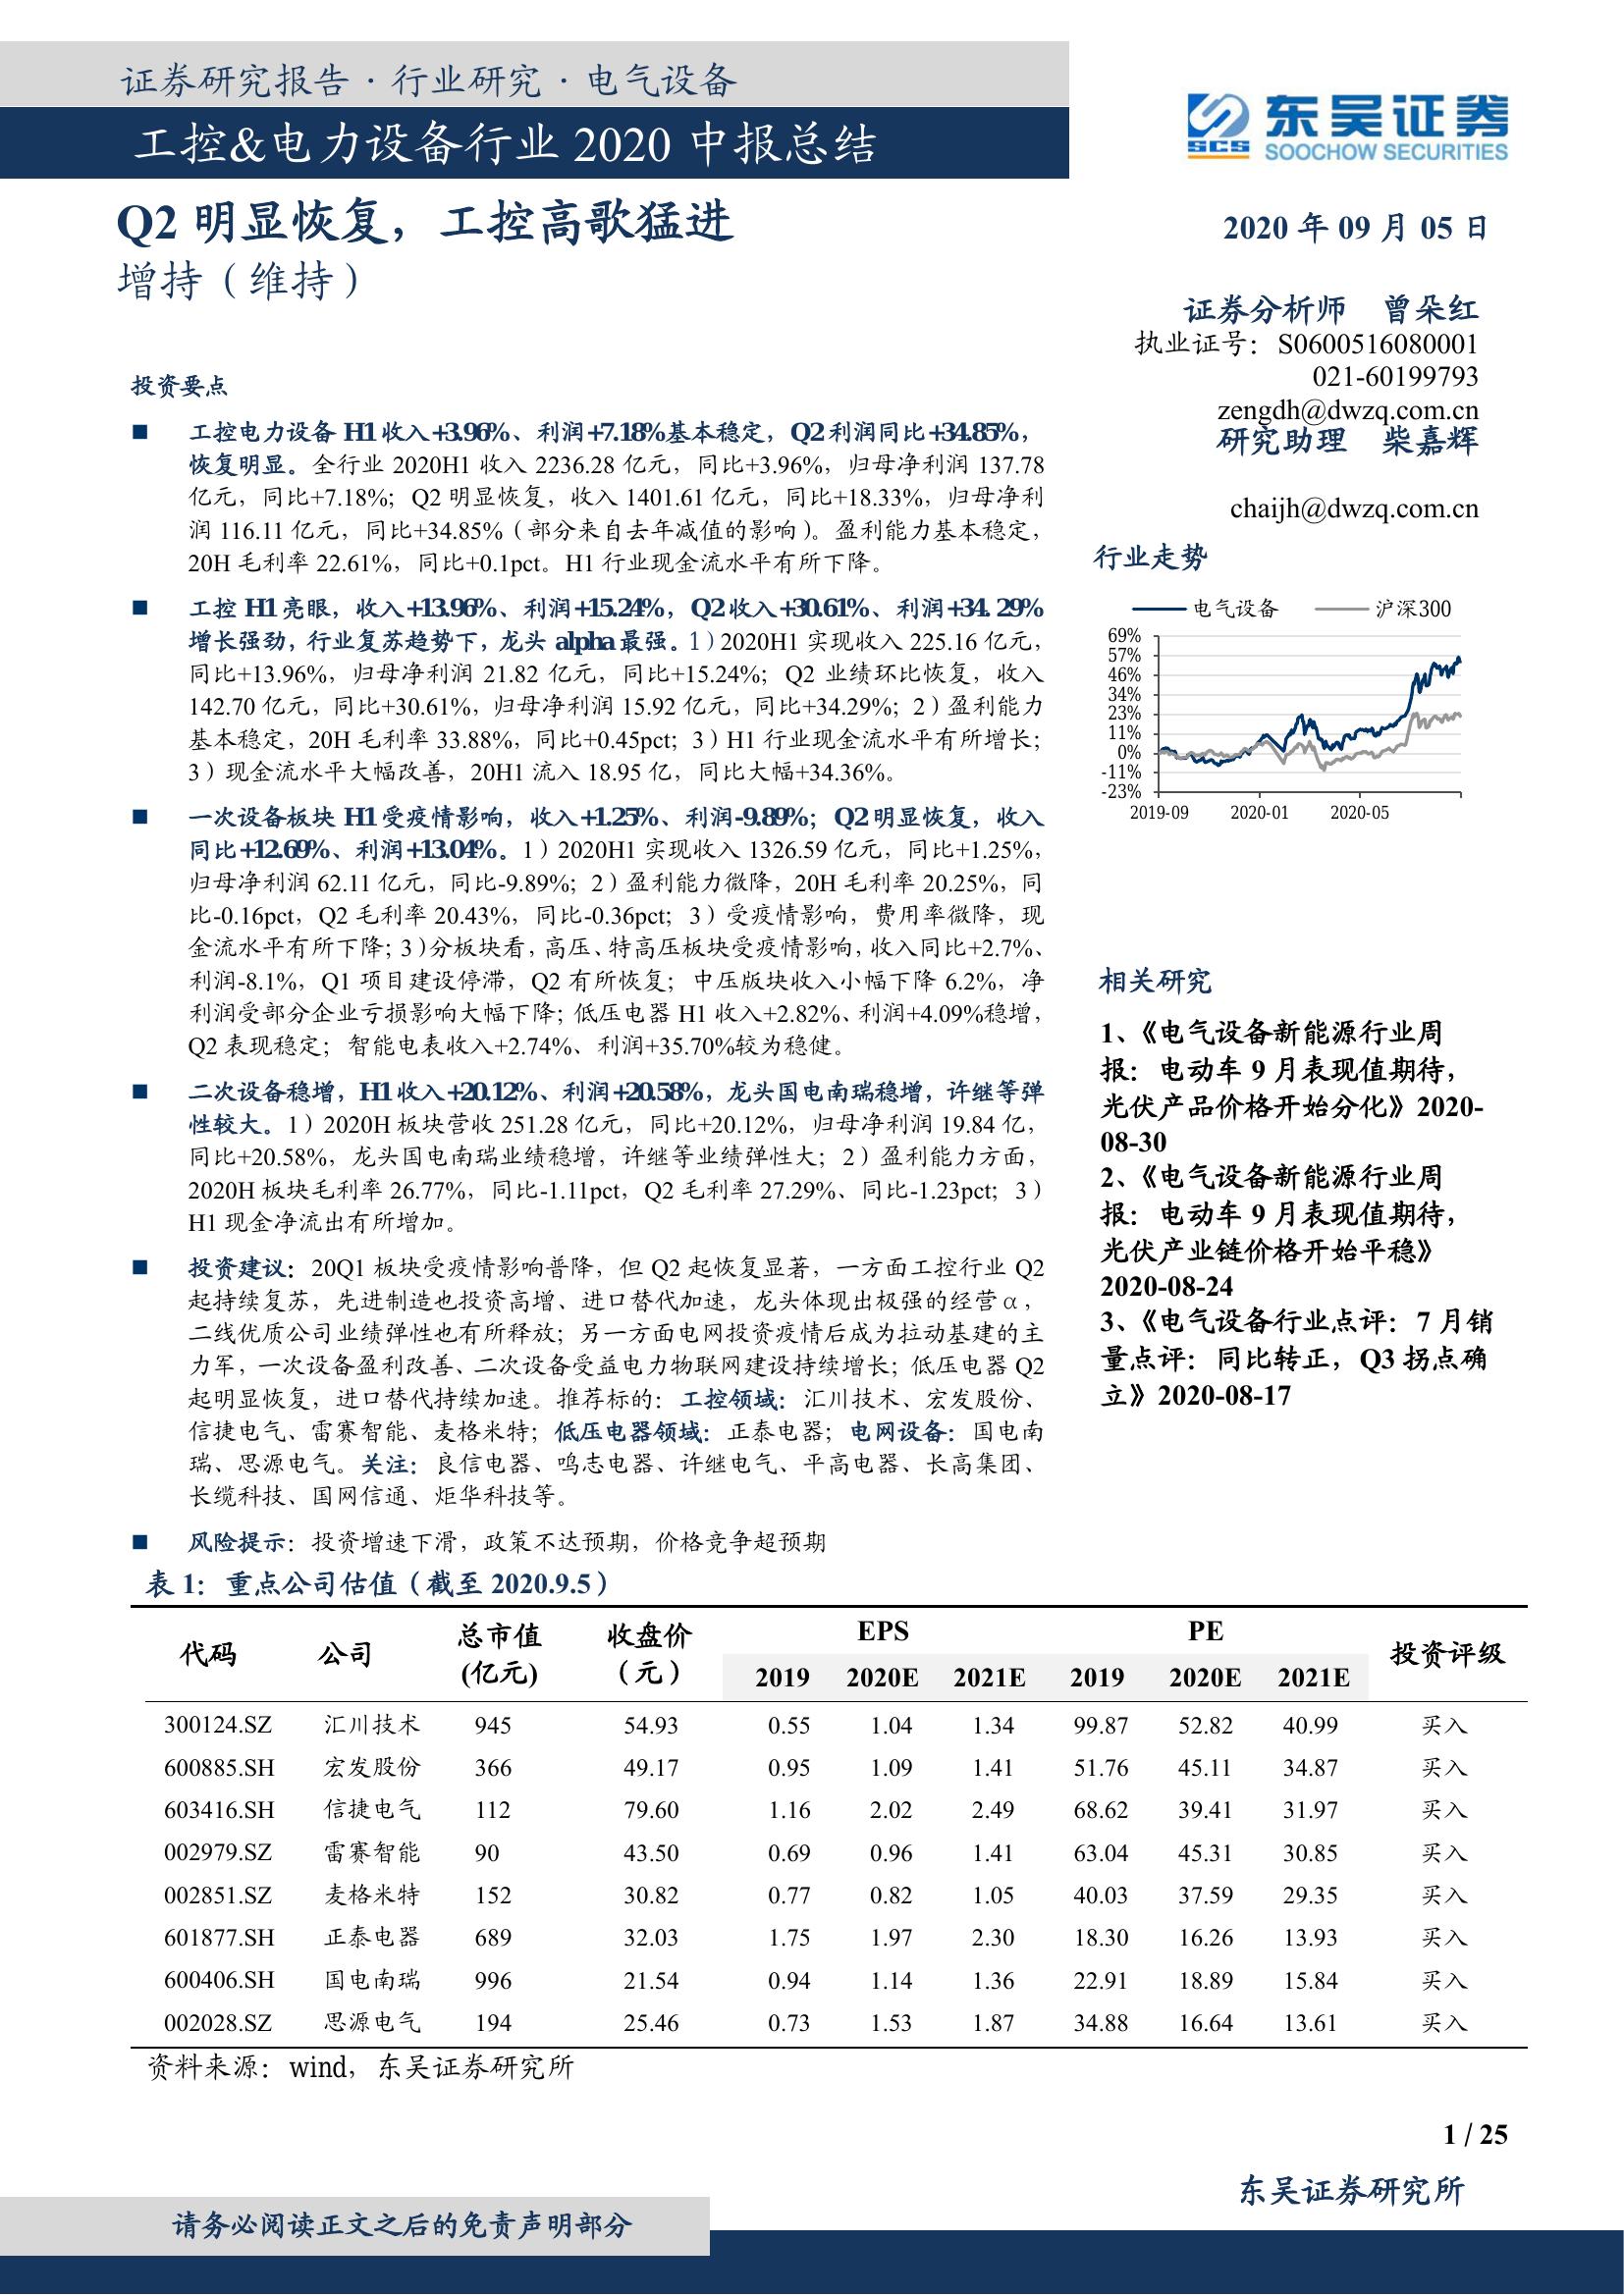 证券研究报告·行业研究·电气设备
工控&电力设备行业 2020 中报总结
SCS 东吴证券
SOOCHOW SECURITIES
Q2 明显恢复，工控高歌猛进
增持（维持）
2020 年 09 月 05 日
证券分析师 曾朵红
执业证号：S0600516080001
021-60199793
zengdh@dwzq.com.cn
研究助理 柴嘉辉
chaijh@dwzq.com.cn
投资要点
■ 工控电力设备 H1 收入+3.96%、利润+7.18%基本稳定，Q2 利润同比+34.85%，
恢复明显。全行业 2020H1 收入 2236.28 亿元，同比+3.96%，归母净利润 137.78
亿元，同比+7.18%；Q2 明显恢复，收入 1401.61 亿元，同比+18.33%，归母净利
润 116.11 亿元，同比+34.85%（部分来自去年减值的影响）。盈利能力基本稳定，
20H 毛利率 22.61%，同比+0.1pct。H1 行业现金流水平有所下降。
■ 工控 H1 亮眼，收入+13.96%、利润+15.24%，Q2 收入+30.61%、利润+34.29%
增长强劲，行业复苏趋势下，龙头 alpha 最强。1）2020H1 实现收入 225.16 亿元，
同比+13.96%，归母净利润 21.82 亿元，同比+15.24%；Q2 业绩环比恢复，收入
142.70 亿元，同比+30.61%，归母净利润 15.92 亿元，同比+34.29%；2）盈利能力
基本稳定，20H 毛利率 33.88%，同比+0.45pct；3）H1 行业现金流水平有所增长；
3）现金流水平大幅改善，20H1 流入 18.95 亿，同比大幅+34.36%。
■ 一次设备板块 H1 受疫情影响，收入+1.25%、利润-9.89%；Q2 明显恢复，收入
同比+12.69%、利润+13.04%。1）2020H1 实现收入 1326.59 亿元，同比+1.25%，
归母净利润 62.11 亿元，同比-9.89%；2）盈利能力微降，20H 毛利率 20.25%，同
比-0.16pct，Q2 毛利率 20.43%，同比-0.36pct；3）受疫情影响，费用率微降，现
金流水平有所下降；3）分板块看，高压、特高压板块受疫情影响，收入同比+2.7%、
利润-8.1%，Q1 项目建设停滞，Q2 有所恢复；中压版块收入小幅下降 6.2%，净
利润受部分企业亏损影响大幅下降；低压电器 H1 收入+2.82%、利润+4.09%稳增，
Q2 表现稳定；智能电表收入+2.74%、利润+35.70%较为稳健。
■ 二次设备稳增，H1 收入+20.12%、利润+20.58%，龙头国电南瑞稳增，许继等弹
性较大。1）2020H 板块营收 251.28 亿元，同比+20.12%，归母净利润 19.84 亿，
同比+20.58%，龙头国电南瑞业绩稳增，许继等业绩弹性大；2）盈利能力方面，
2020H 板块毛利率 26.77%，同比-1.11pct，Q2 毛利率 27.29%、同比-1.23pct；3）
H1 现金净流出有所增加。
■ 投资建议：20Q1 板块受疫情影响普降，但 Q2 起恢复显著，一方面工控行业 Q2
起持续复苏，先进制造也投资高增、进口替代加速，龙头体现出极强的经营α，
二线优质公司业绩弹性也有所释放；另一方面电网投资疫情后成为拉动基建的主
力军，一次设备盈利改善、二次设备受益电力物联网建设持续增长；低压电器 Q2
起明显恢复，进口替代持续加速。推荐标的：工控领域：汇川技术、宏发股份、
信捷电气、雷赛智能、麦格米特；低压电器领域：正泰电器；电网设备：国电南
瑞、思源电气。关注：良信电器、鸣志电器、许继电气、平高电器、长高集团、
长缆科技、国网信通、炬华科技等。
■ 风险提示：投资增速下滑，政策不达预期，价格竞争超预期
行业走势
电气设备 沪深300
69%
57%
46%
34%
23%
11%
0%
-11%
-23%
2019-09 2020-01 2020-05
相关研究
1、《电气设备新能源行业周
报：电动车 9 月表现值期待，
光伏产品价格开始分化》2020-
08-30
2、《电气设备新能源行业周
报：电动车 9 月表现值期待，
光伏产业链价格开始平稳》
2020-08-24
3、《电气设备行业点评：7 月销
量点评：同比转正，Q3 拐点确
立》2020-08-17
表 1：重点公司估值（截至 2020.9.5）
代码 公司 总市值(亿元) 收盘价（元） EPS PE 投资评级
2019 2020E 2021E 2019 2020E 2021E
300124.SZ 汇川技术 945 54.93 0.55 1.04 1.34 99.87 52.82 40.99 买入
600885.SH 宏发股份 366 49.17 0.95 1.09 1.41 51.76 45.11 34.87 买入
603416.SH 信捷电气 112 79.60 1.16 2.02 2.49 68.62 39.41 31.97 买入
002979.SZ 雷赛智能 90 43.50 0.69 0.96 1.41 63.04 45.31 30.85 买入
002851.SZ 麦格米特 152 30.82 0.77 0.82 1.05 40.03 37.59 29.35 买入
601877.SH 正泰电器 689 32.03 1.75 1.97 2.30 18.30 16.26 13.93 买入
600406.SH 国电南瑞 996 21.54 0.94 1.14 1.36 22.91 18.89 15.84 买入
002028.SZ 思源电气 194 25.46 0.73 1.53 1.87 34.88 16.64 13.61 买入
资料来源：wind，东吴证券研究所
1 / 25
东吴证券研究所
请务必阅读正文之后的免责声明部分